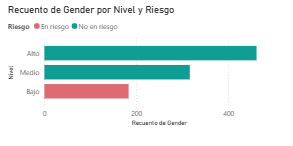 Recuento de Gender por Nivel y Riesgo
RIesgo En riesgo No en riesgo
Alto
Medio
Bajo
Nivel
0 200 400
Recuento de Gender